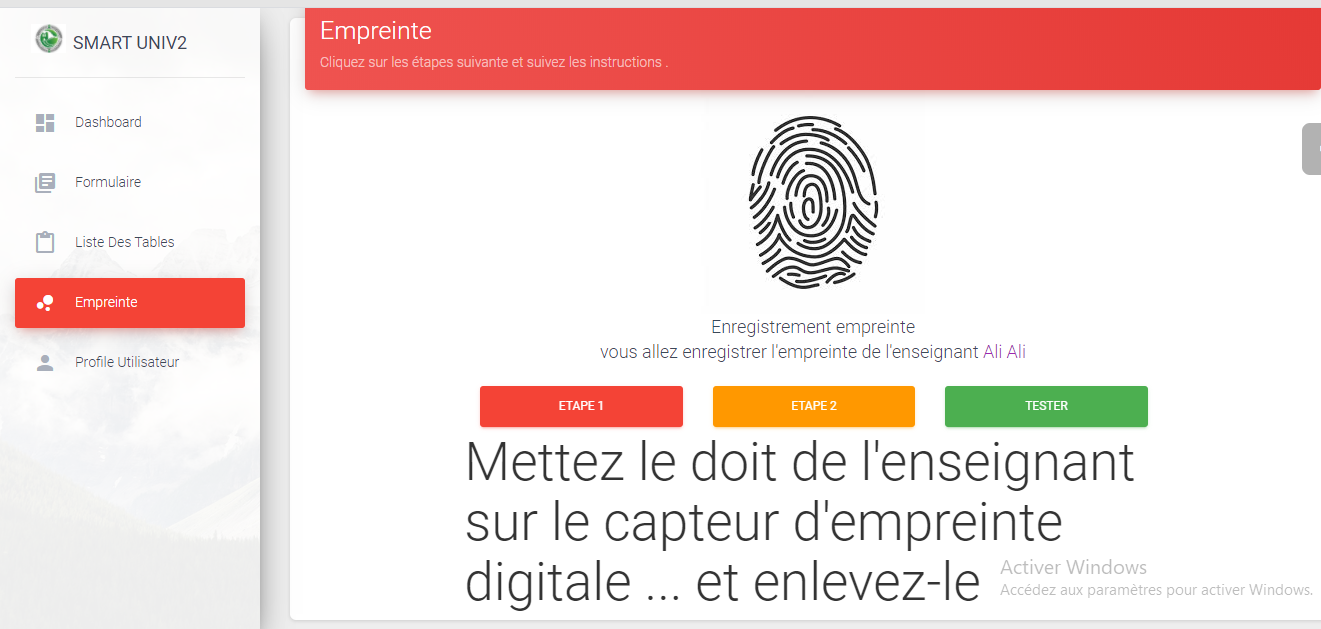 SMART UNIV2
Dashboard
Formulaire
Liste Des Tables
Empreinte
Profile Utilisateur
Empreinte
Cliquez sur les étapes suivante et suivez les instructions .
Enregistrement empreinte
vous allez enregistrer l'empreinte de l'enseignant Ali Ali
ETAPE 1
ETAPE 2
TESTER
Mettez le doit de l'enseignant
sur le capteur d'empreinte
digitale ... et enlevez-le
Activer Windows
Accédez aux paramètres pour activer Windows.